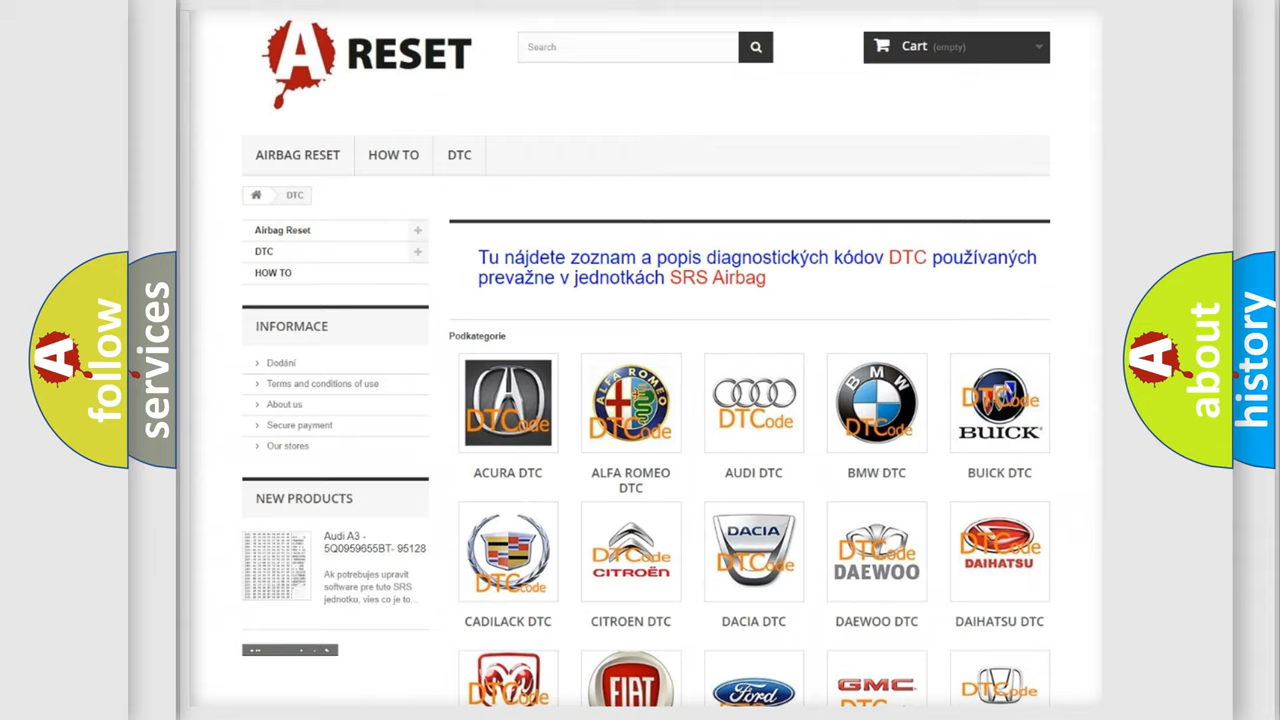 A RESET
Search
Cart (empty)
AIRBAG RESET
HOW TO
DTC
DTC
Airbag Reset
DTC
HOW TO
Tu nájdete zoznam a popis diagnostických kódov DTC používaných
prevažne v jednotkách SRS Airbag
INFORMACE
Dodání
Terms and conditions of use
About us
Secure payment
Our stores
NEW PRODUCTS
Audi A3 -
5Q0959655BT- 95128
Ak potrebujes upravit
software pre tuto SRS
jednotku, vies co je to...
Podkategorie
DTCode
ALFA ROMEO
DTCode
DTCode
BMW
DTCode
DTCode
BUICK
ACURA DTC
ALFA ROMEO
DTC
AUDI DTC
BMW DTC
BUICK DTC
DTCode
DTCode
CITROËN
DACIA
DTCode
DTCode
DAEWOO
DTCode
DAIHATSU
CADILACK DTC
CITROEN DTC
DACIA DTC
DAEWOO DTC
DAIHATSU DTC
DTCode
FIAT
Ford
GMC
DTCode
A follow
services
A about
history